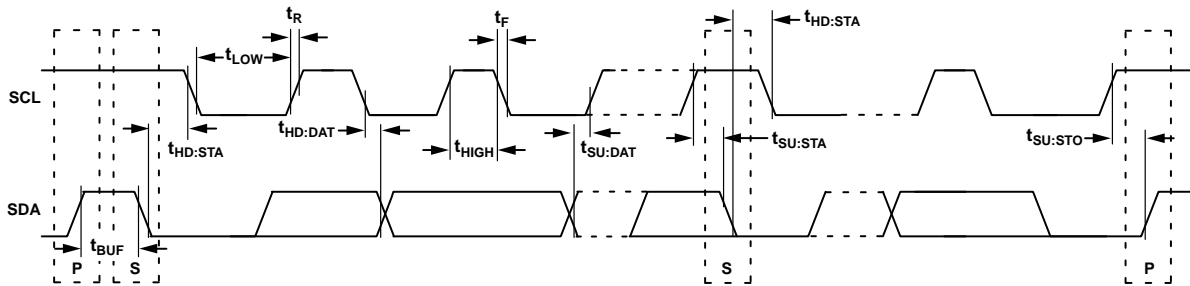 tR
tF
tHD:STA
tLOW
SCL
tHD:DAT
tHD:STA
tHIGH
tSU:DAT
tSU:STA
tSU:STO
SDA
tBUF
P
S
S
P